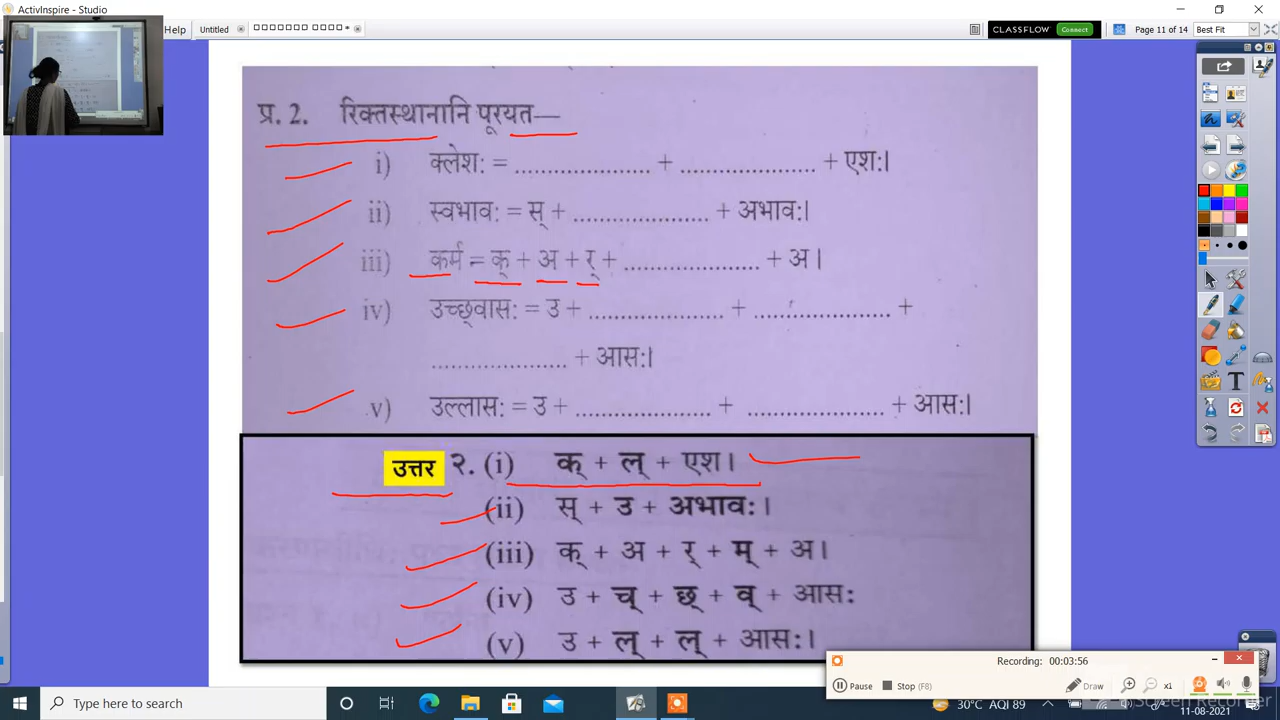 ActivInspire - Studio
Help Untitled CLASSFLOW Connect Page 11 of 14 Best Fit
प्र. 2. रिक्तस्थानानि पूरयत—
i) क्लेश: = ..................... + ..................... + एश:।
ii) स्वभाव: = स् + ..................... + अभाव:।
iii) कर्म = क् + अ + र् + ..................... + अ।
iv) उच्छ्वास: = उ + ..................... + ..................... +
..................... + आस:।
v) उल्लास: = उ + ..................... + ..................... + आस:।
उत्तर २. (i) क् + ल् + एश।
(ii) स् + उ + अभाव:।
(iii) क् + अ + र् + म् + अ।
(iv) उ + च् + छ् + व् + आस:
(v) उ + ल् + ल् + आस:।
Recording: 00:03:56
Pause Stop (F8) Draw x1
Type here to search 30°C AQI 89 11-08-2021